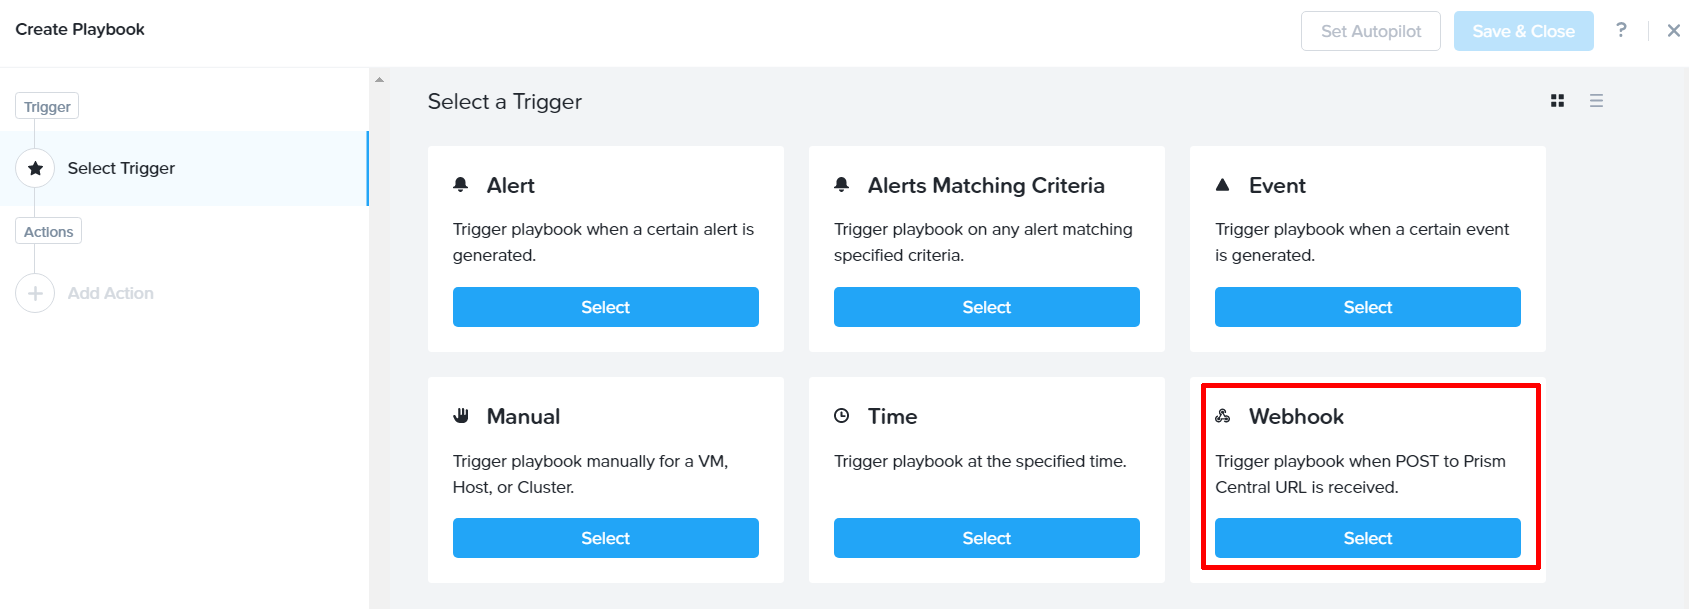 Create Playbook
Set Autopilot
Save & Close
?
Trigger
Select Trigger
Actions
Add Action
Select a Trigger
Alert
Trigger playbook when a certain alert is
generated.
Select
Alerts Matching Criteria
Trigger playbook on any alert matching
specified criteria.
Select
Event
Trigger playbook when a certain event
is generated.
Select
Manual
Trigger playbook manually for a VM,
Host, or Cluster.
Select
Time
Trigger playbook at the specified time.
Select
Webhook
Trigger playbook when POST to Prism
Central URL is received.
Select